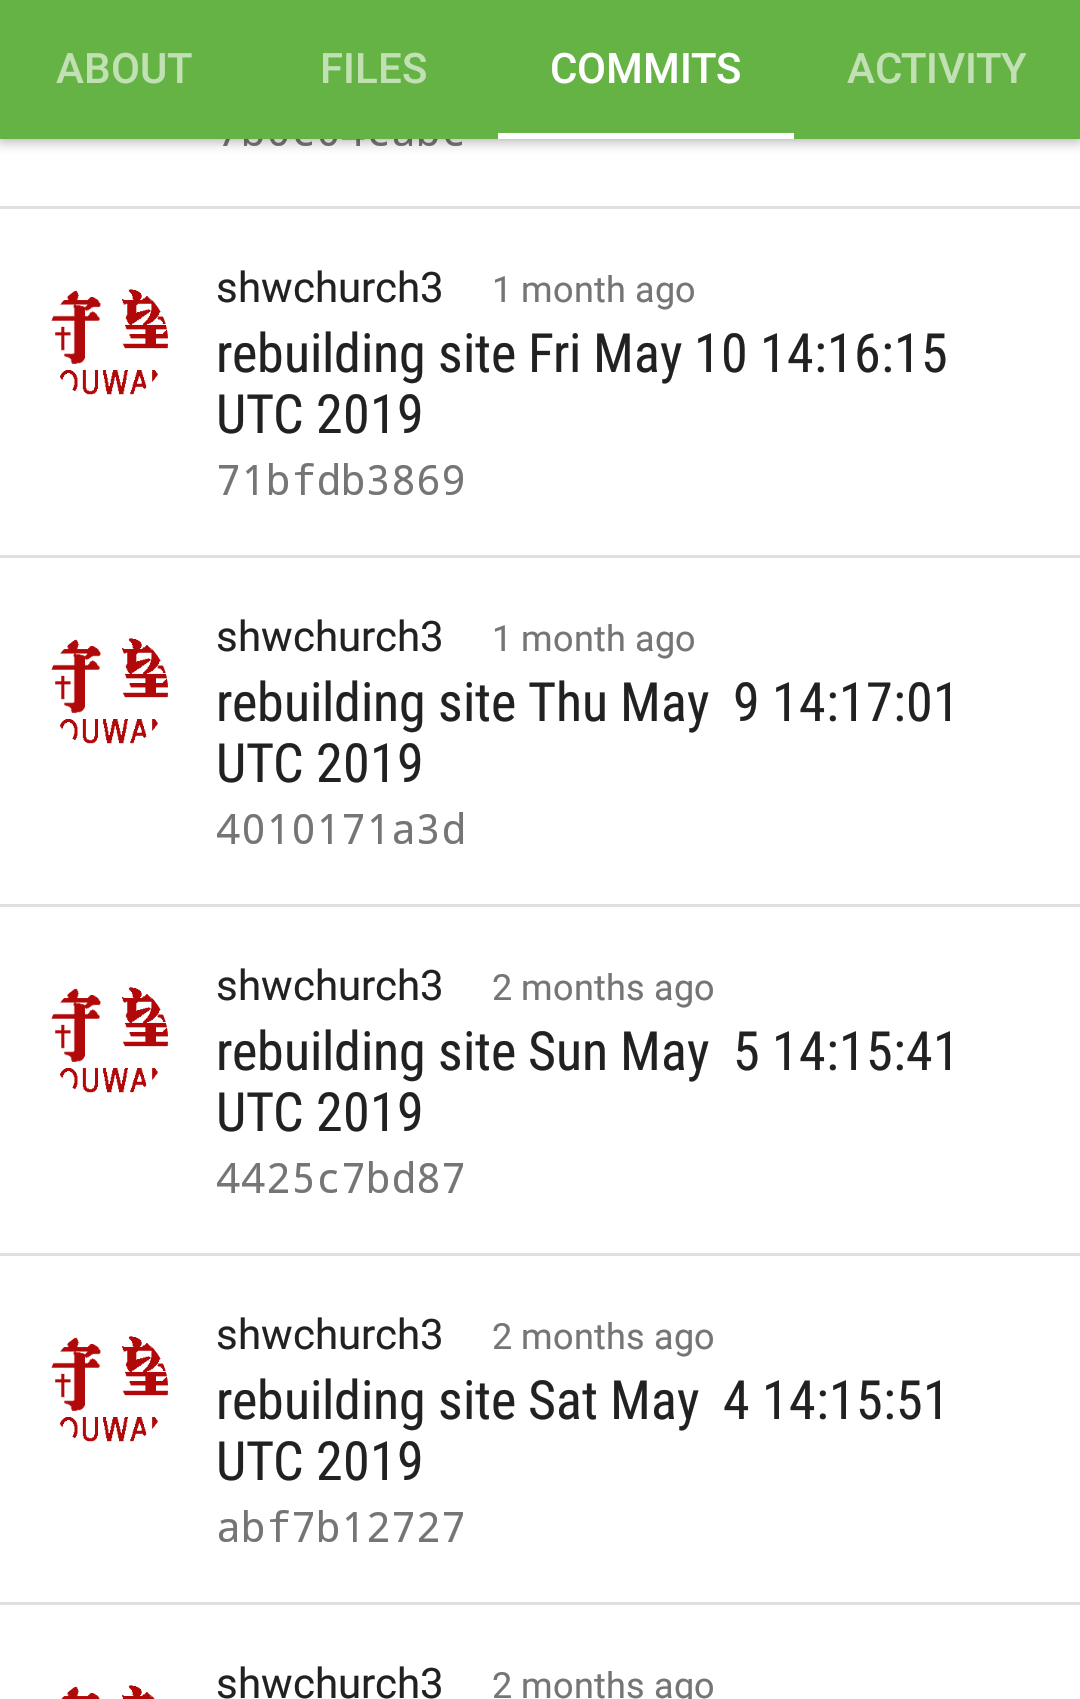 ABOUT FILES COMMITS ACTIVITY
shwchurch3 1 month ago
rebuilding site Fri May 10 14:16:15
UTC 2019
71bfdb3869
shwchurch3 1 month ago
rebuilding site Thu May  9 14:17:01
UTC 2019
4010171a3d
shwchurch3 2 months ago
rebuilding site Sun May  5 14:15:41
UTC 2019
4425c7bd87
shwchurch3 2 months ago
rebuilding site Sat May  4 14:15:51
UTC 2019
abf7b12727
shwchurch3 2 months ago